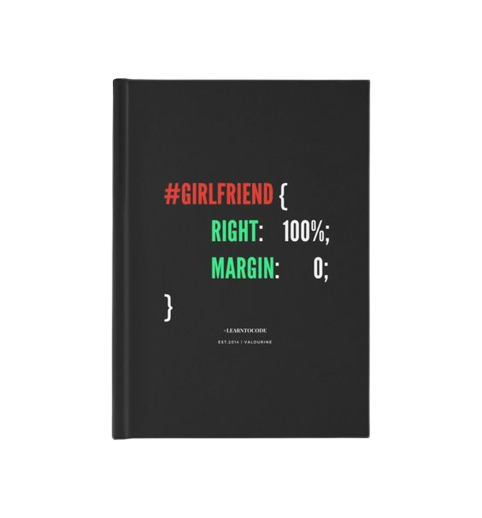 #GIRLFRIEND {
RIGHT: 100%;
MARGIN: 0;
}
#LEARNTOCODE
EST.2014 | VALOURINE